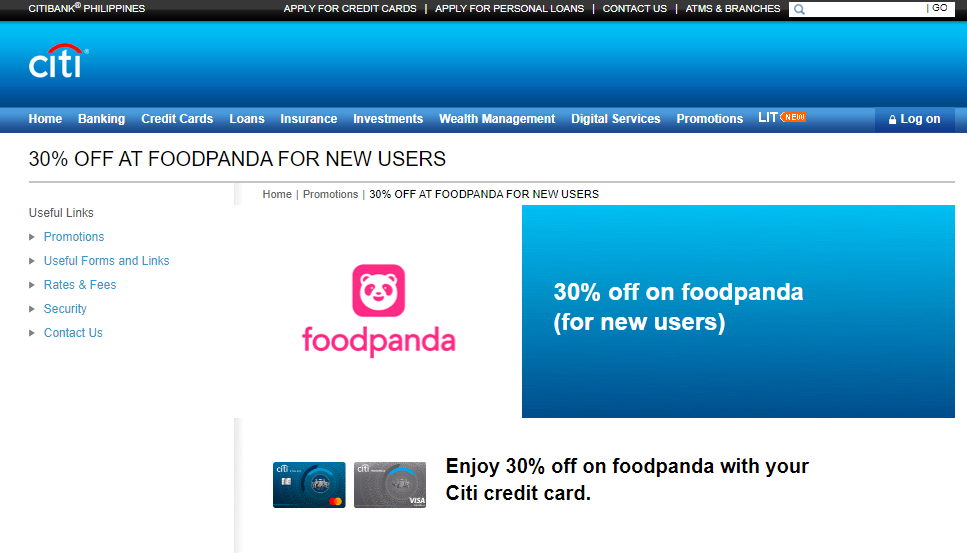 CITIBANK® PHILIPPINES
APPLY FOR CREDIT CARDS | APPLY FOR PERSONAL LOANS | CONTACT US | ATMS & BRANCHES
| GO
citi®
Home Banking Credit Cards Loans Insurance Investments Wealth Management Digital Services Promotions LIT NEW
Log on
30% OFF AT FOODPANDA FOR NEW USERS
Home | Promotions | 30% OFF AT FOODPANDA FOR NEW USERS
Useful Links
Promotions
Useful Forms and Links
Rates & Fees
Security
Contact Us
foodpanda
30% off on foodpanda
(for new users)
citi
citi
VISA
Enjoy 30% off on foodpanda with your
Citi credit card.